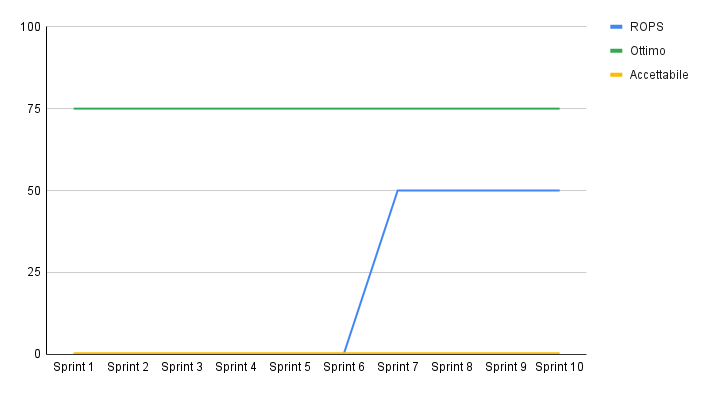 100
75
50
25
0
Sprint 1 Sprint 2 Sprint 3 Sprint 4 Sprint 5 Sprint 6 Sprint 7 Sprint 8 Sprint 9 Sprint 10
ROPS
Ottimo
Accettabile